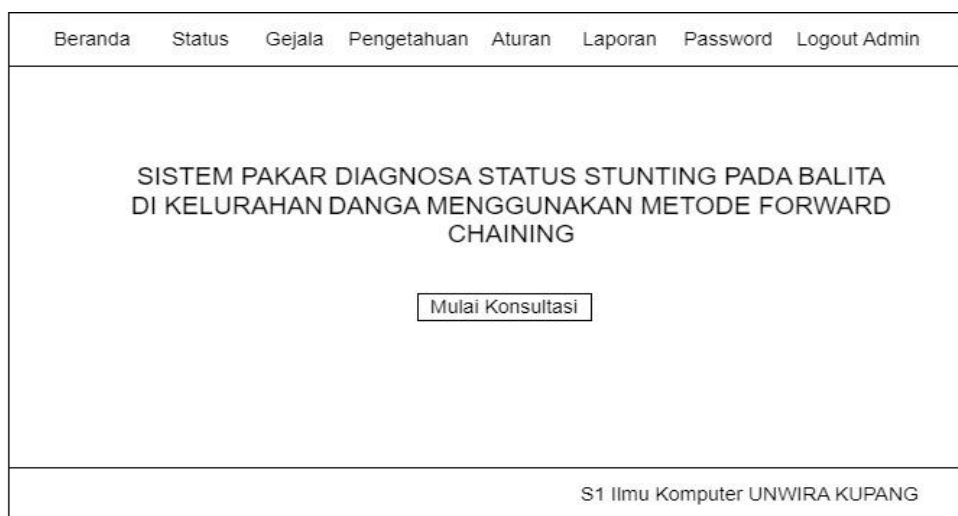 Beranda Status Gejala Pengetahuan Aturan Laporan Password Logout Admin
SISTEM PAKAR DIAGNOSA STATUS STUNTING PADA BALITA
DI KELURAHAN DANGA MENGGUNAKAN METODE FORWARD
CHAINING
Mulai Konsultasi
S1 Ilmu Komputer UNWIRA KUPANG